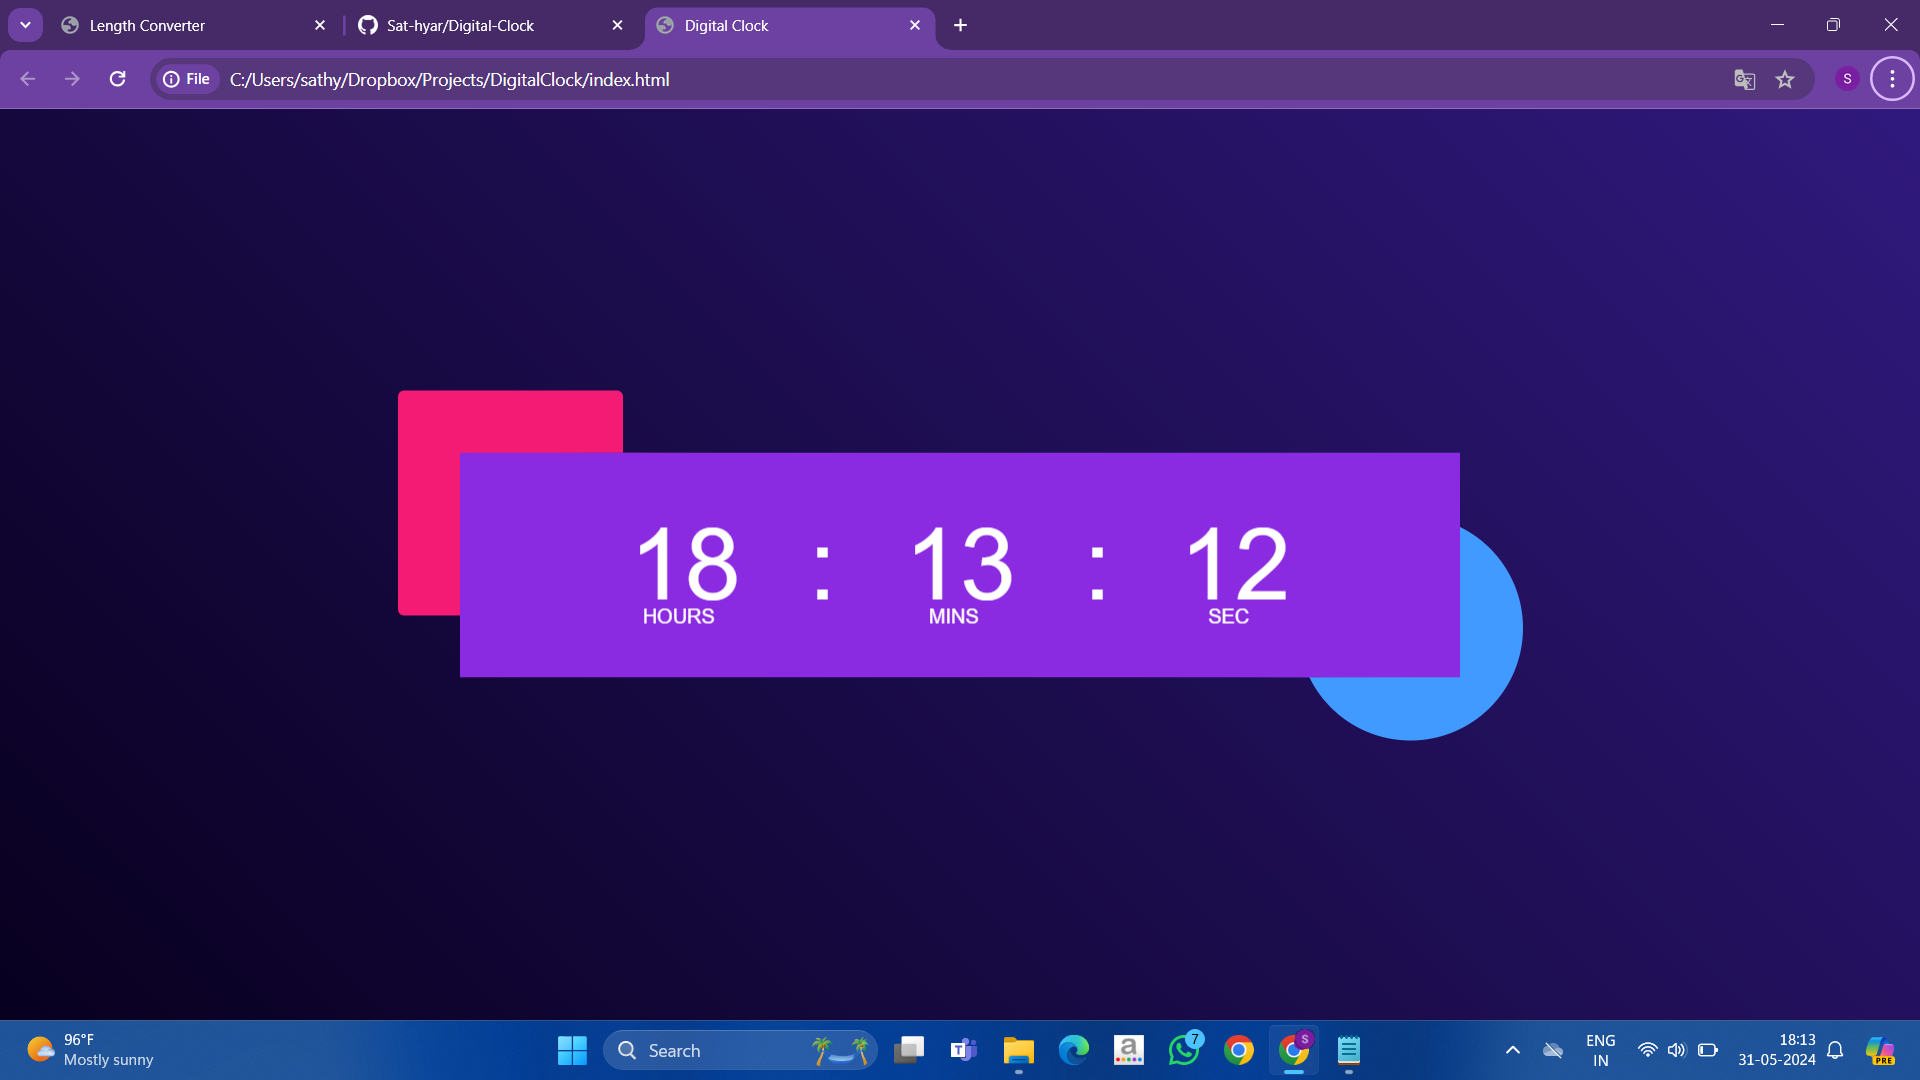 Length Converter
Sat-hyar/Digital-Clock
Digital Clock
File
C:/Users/sathy/Dropbox/Projects/DigitalClock/index.html
S
18 : 13 : 12
HOURS MINS SEC
96°F
Mostly sunny
Search
T
a
7
S
ENG
IN
18:13
31-05-2024
PRE